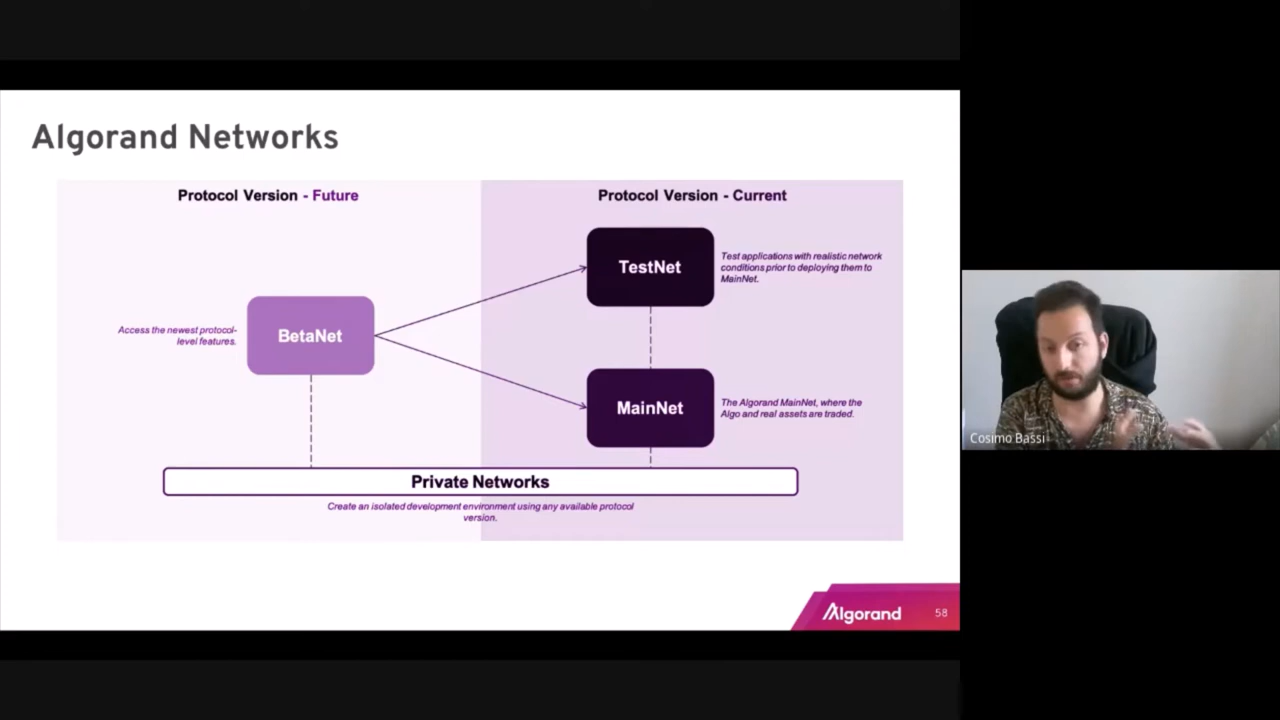 Algorand Networks
Protocol Version - Future
Protocol Version - Current
TestNet
Test applications with realistic network
conditions prior to deploying them to
MainNet.
Access the newest protocol-
level features.
BetaNet
MainNet
The Algorand MainNet, where the
Algo and real assets are traded.
Private Networks
Create an isolated development environment using any available protocol
version.
Algorand
58
Cosimo Bassi